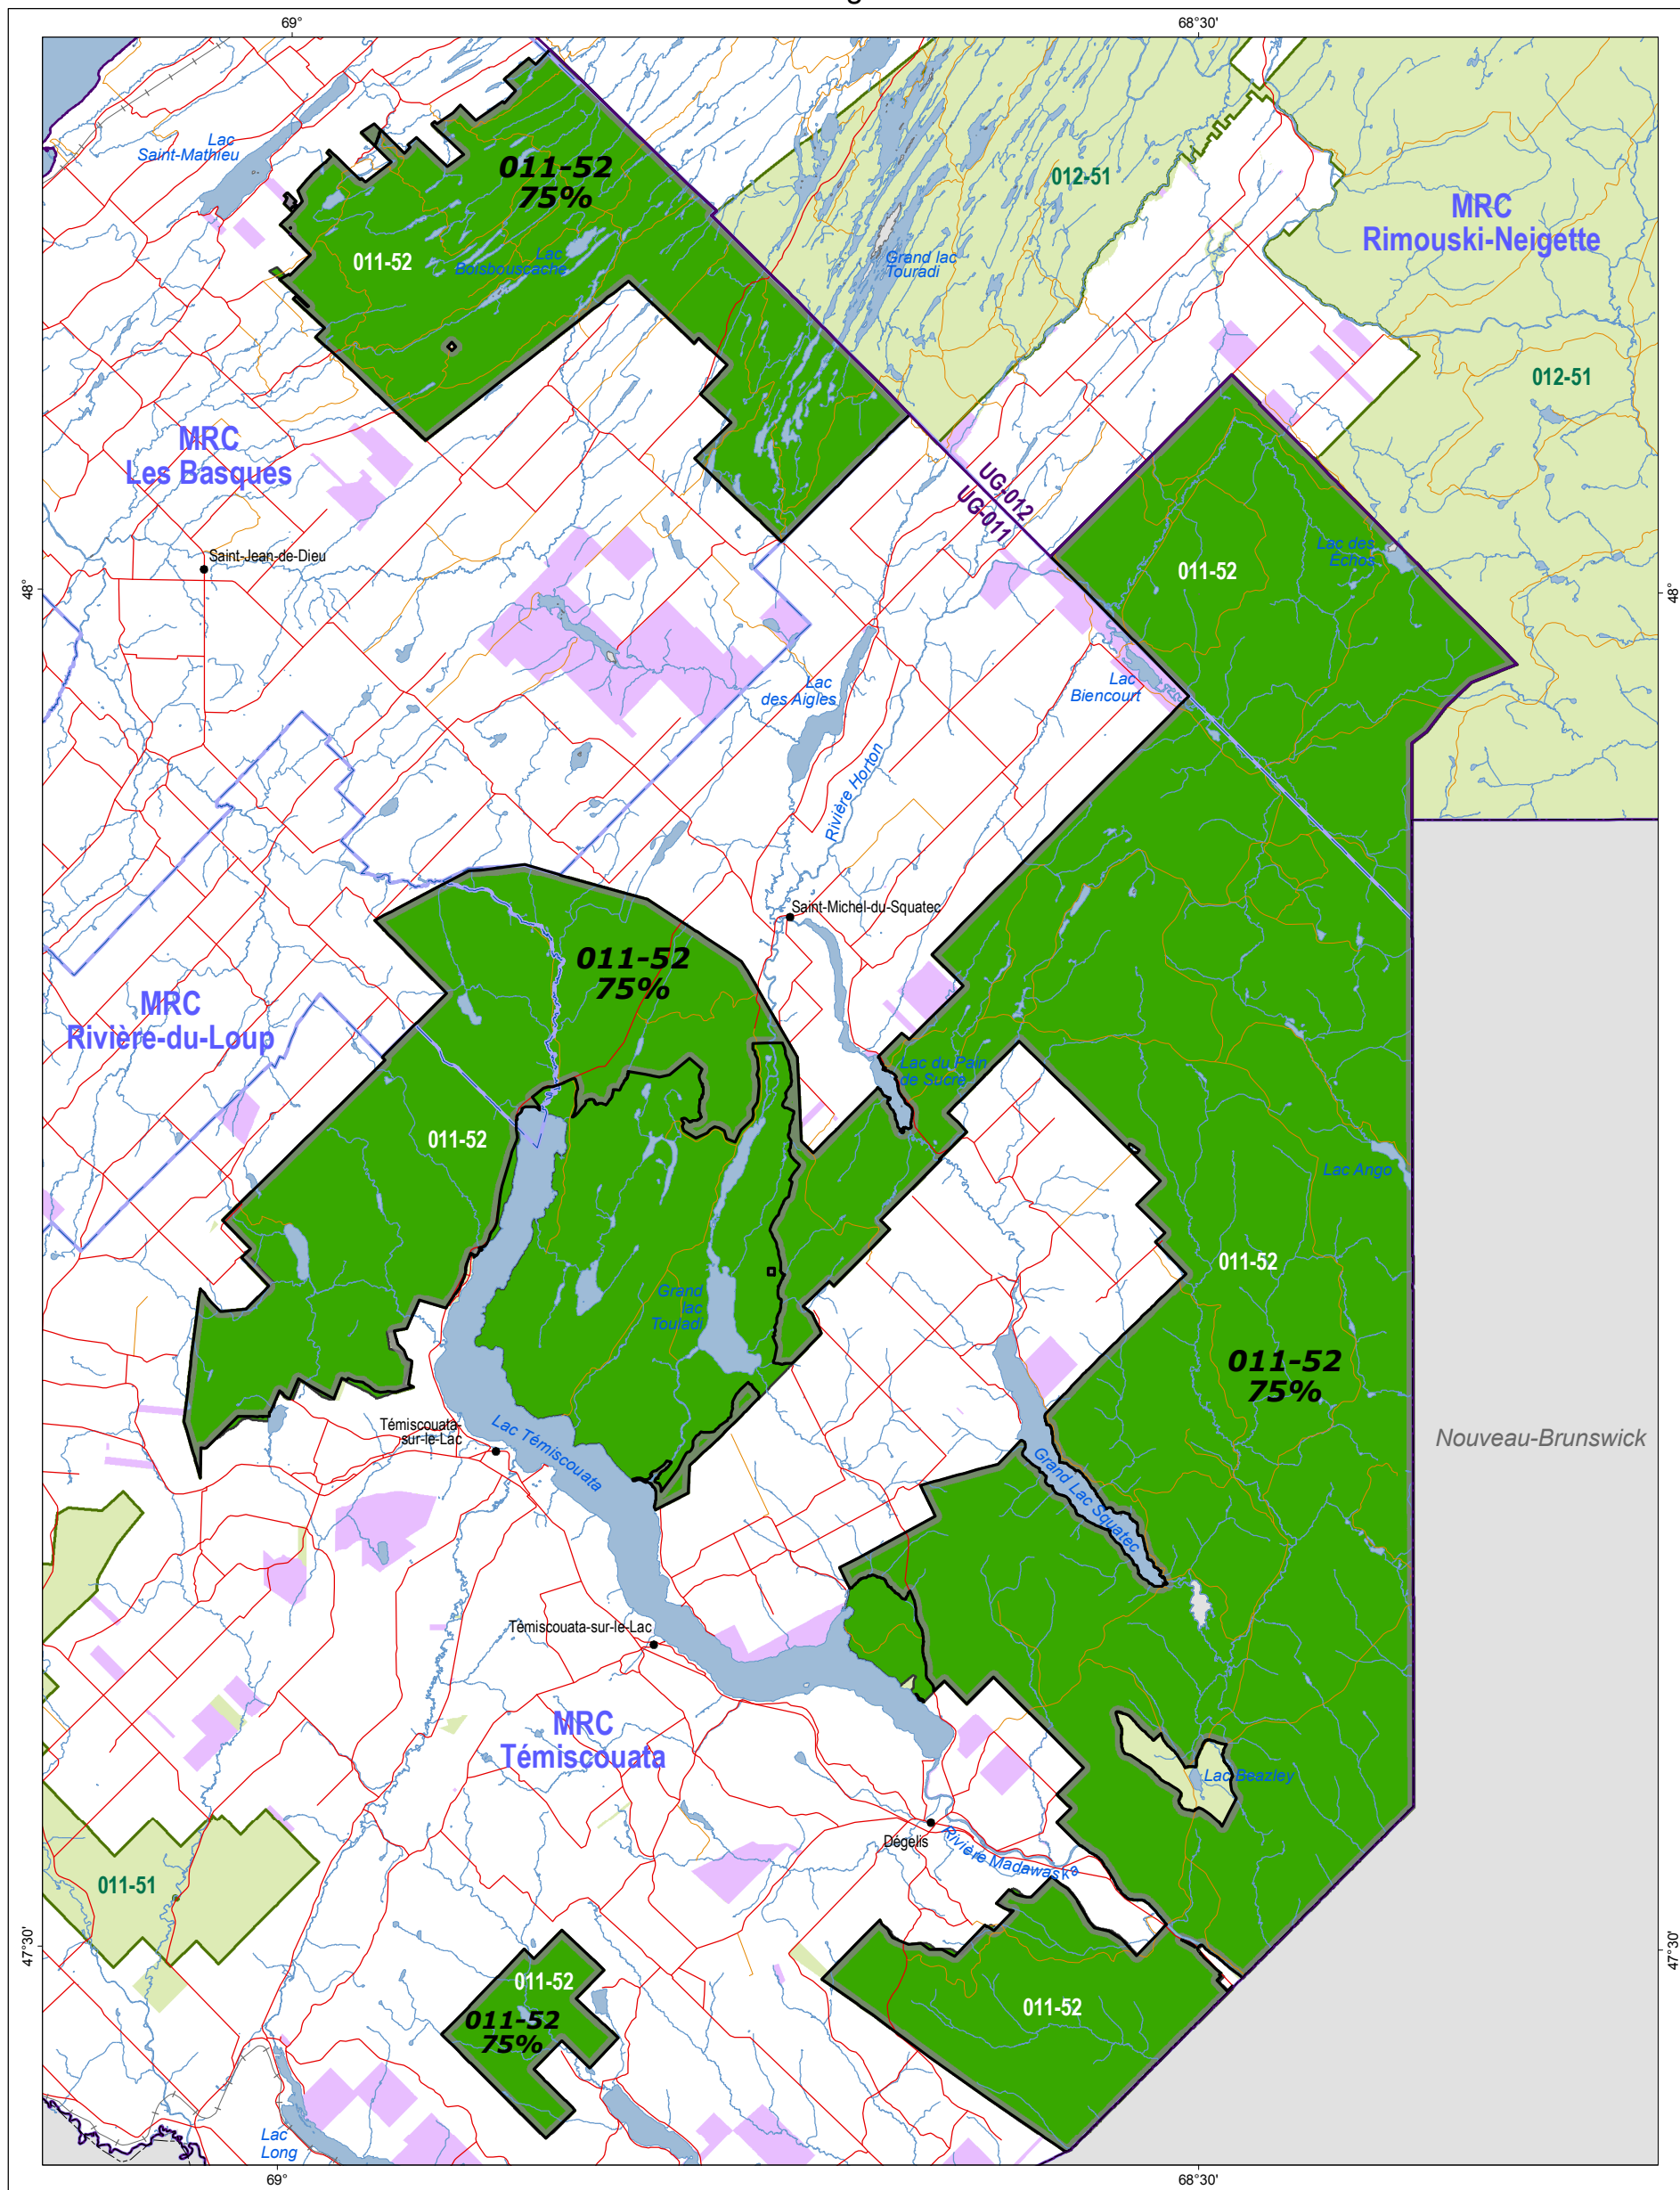 69°
68°30'
Lac
Saint-Mathieu
011-52
75%
012-51
MRC
Rimouski-Neigette
011-52
Lac
Boisbouscache
Grand lac
Touradi
012-51
MRC
Les Basques
UG-012
UG-011
Saint-Jean-de-Dieu
Lac des
Échos
011-52
48°
48°
Lac
des Aigles
Lac
Biencourt
Rivière Horton
Saint-Michel-du-Squatec
011-52
75%
MRC
Rivière-du-Loup
Lac du Pain
de Sucre
011-52
Lac Ango
011-52
Grand
lac
Touladi
011-52
75%
Témiscouata-
sur-le-Lac
Lac Témiscouata
Nouveau-Brunswick
Grand Lac Squatec
Témiscouata-sur-le-Lac
MRC
Témiscouata
Lac Beazley
Dégelis
Rivière Madawaska
011-51
47°30'
47°30'
011-52
011-52
75%
011-52
Lac
Long
69°
68°30'